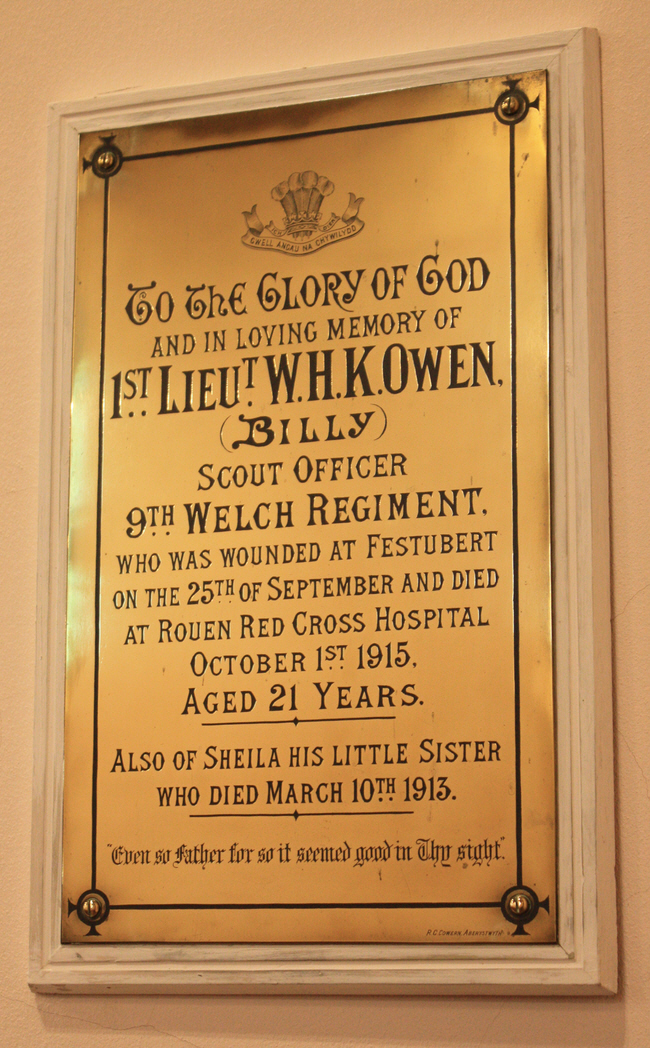 GWELL ANGAU NA CHYWILYDD
TO THE GLORY OF GOD
AND IN LOVING MEMORY OF
1ST LIEUT W.H.K.OWEN,
(BILLY)
SCOUT OFFICER
9TH WELCH REGIMENT,
WHO WAS WOUNDED AT FESTUBERT
ON THE 25TH OF SEPTEMBER AND DIED
AT ROUEN RED CROSS HOSPITAL
OCTOBER 1ST 1915,
AGED 21 YEARS.
ALSO OF SHEILA HIS LITTLE SISTER
WHO DIED MARCH 10TH 1913.
"Even so Father for so it seemed good in Thy sight."